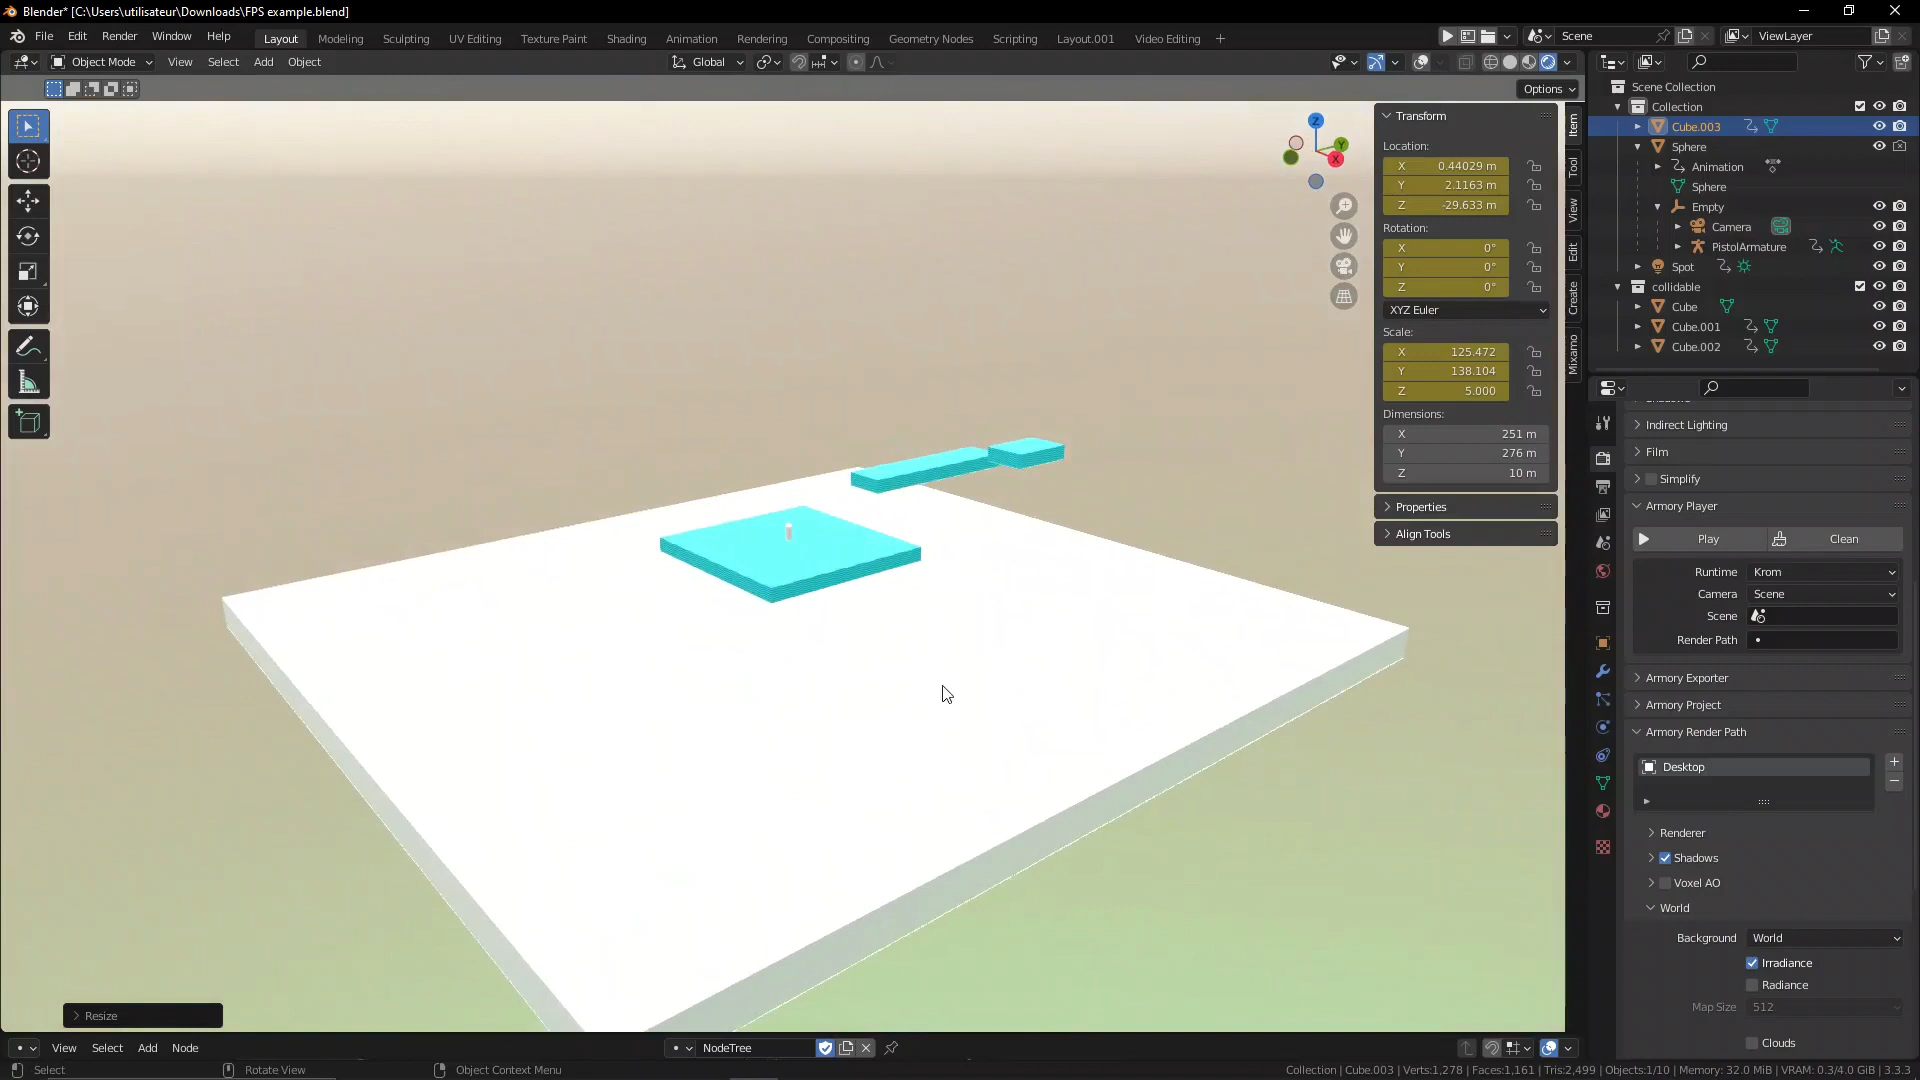 Blender* [C:\Users\utilisateur\Downloads\FPS example.blend]
File Edit Render Window Help Layout Modeling Sculpting UV Editing Texture Paint Shading Animation Rendering Compositing Geometry Nodes Scripting Layout.001 Video Editing + Scene ViewLayer
Object Mode View Select Add Object Global
Options
Scene Collection
Collection
Cube.003
Sphere
Animation
Sphere
Empty
Camera
PistolArmature
Spot
collidable
Cube
Cube.001
Cube.002
Z
Y
X
Transform
Location:
X 0.44029 m
Y 2.1163 m
Z -29.633 m
Rotation:
X 0°
Y 0°
Z 0°
XYZ Euler
Scale:
X 125.472
Y 138.104
Z 5.000
Dimensions:
X 251 m
Y 276 m
Z 10 m
Properties
Align Tools
Item
Tool
View
Edit
Create
Mixamo
Indirect Lighting
Film
Simplify
Armory Player
Play Clean
Runtime Krom
Camera Scene
Scene
Render Path
Armory Exporter
Armory Project
Armory Render Path
Desktop
Renderer
Shadows
Voxel AO
World
Background World
Irradiance
Radiance
Map Size 512
Clouds
Resize
View Select Add Node NodeTree
Select Rotate View Object Context Menu Collection | Cube.003 | Verts:1,278 | Faces:1,161 | Tris:2,499 | Objects:1/10 | Memory: 32.0 MiB | VRAM: 0.3/4.0 GiB | 3.3.3